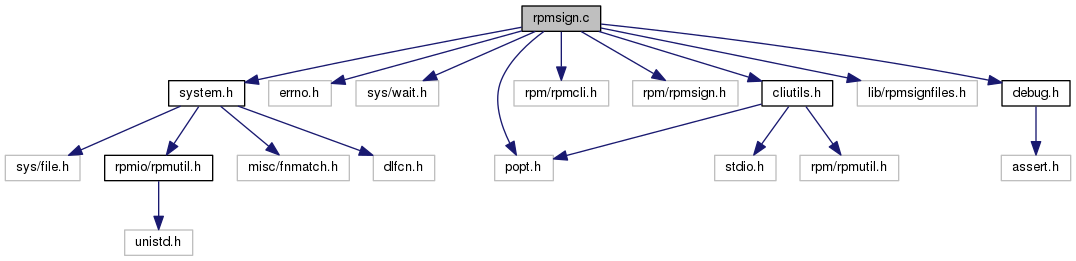 rpmsign.c
system.h
errno.h
sys/wait.h
rpm/rpmcli.h
rpm/rpmsign.h
cliutils.h
lib/rpmsignfiles.h
debug.h
sys/file.h
rpmio/rpmutil.h
misc/fnmatch.h
dlfcn.h
popt.h
stdio.h
rpm/rpmutil.h
assert.h
unistd.h